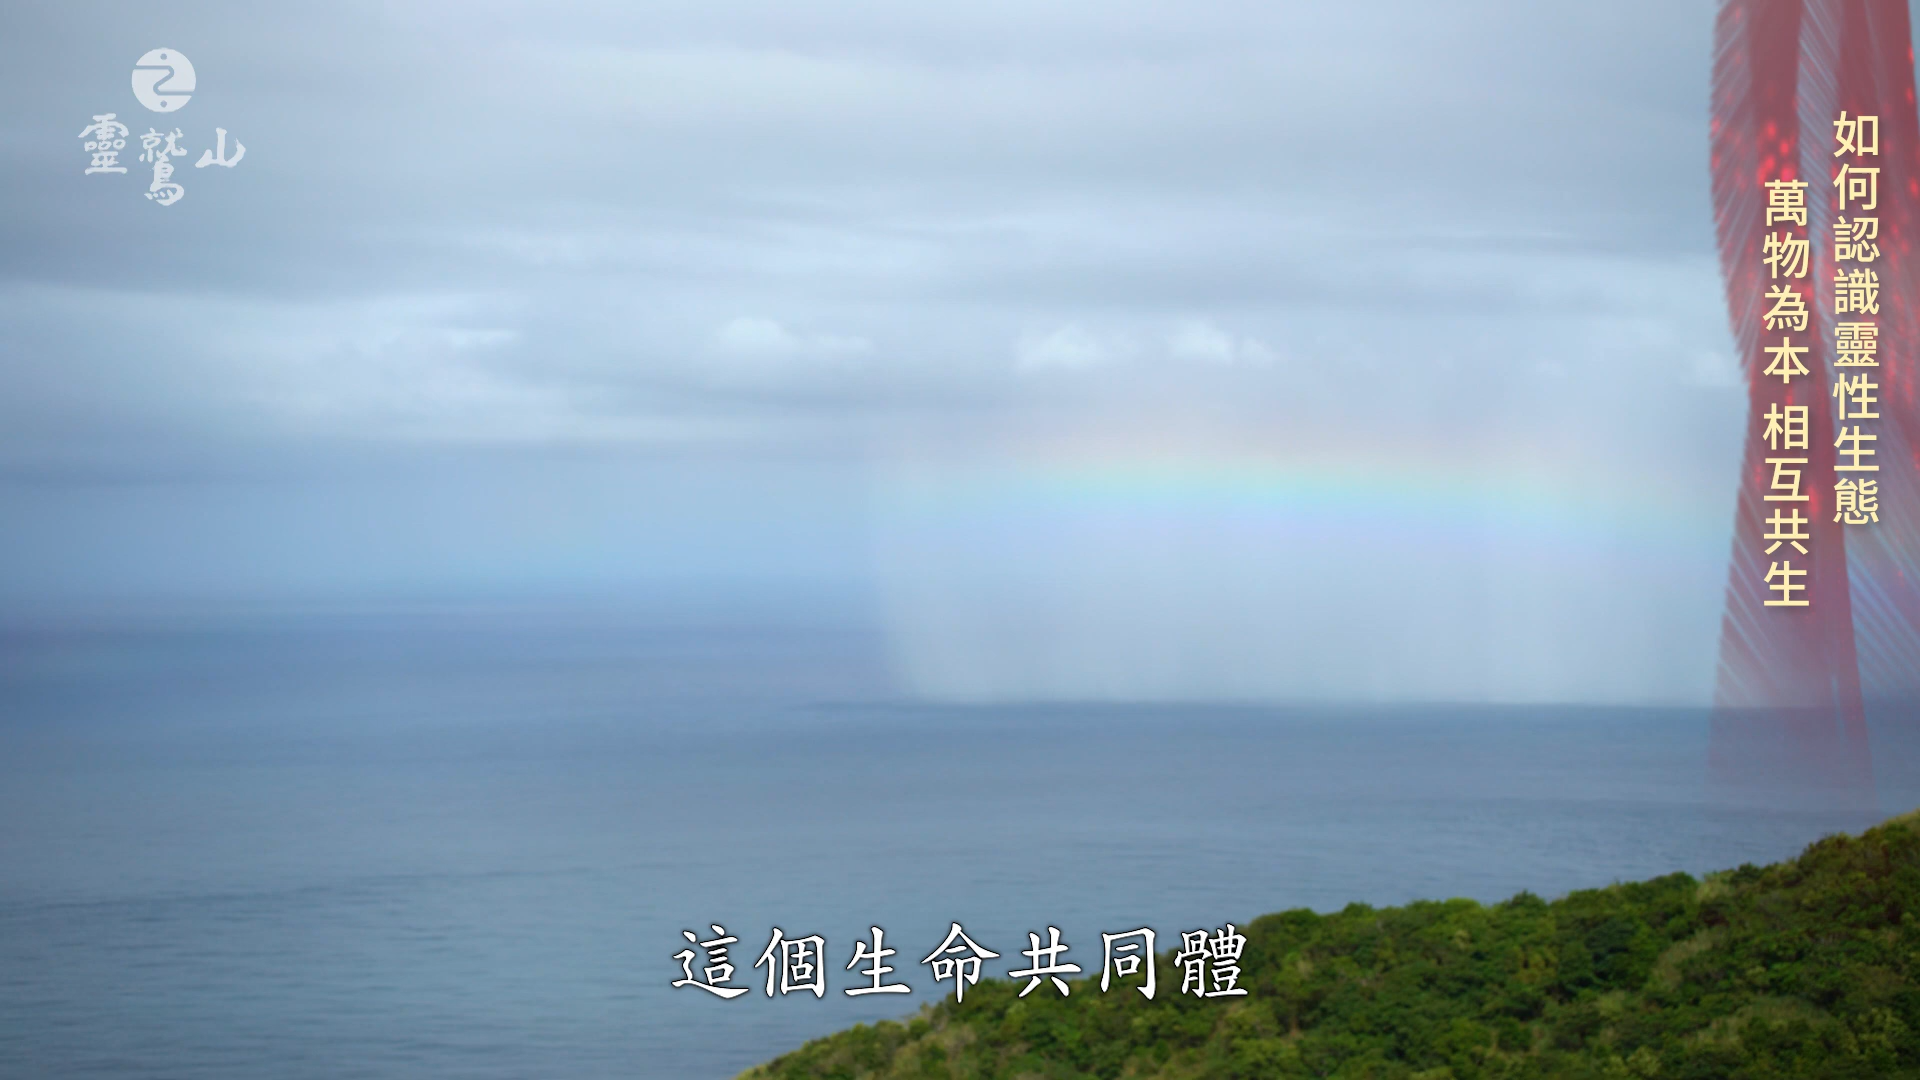 靈鷲山
如何認識靈性生態
萬物為本 相互共生
這個生命共同體